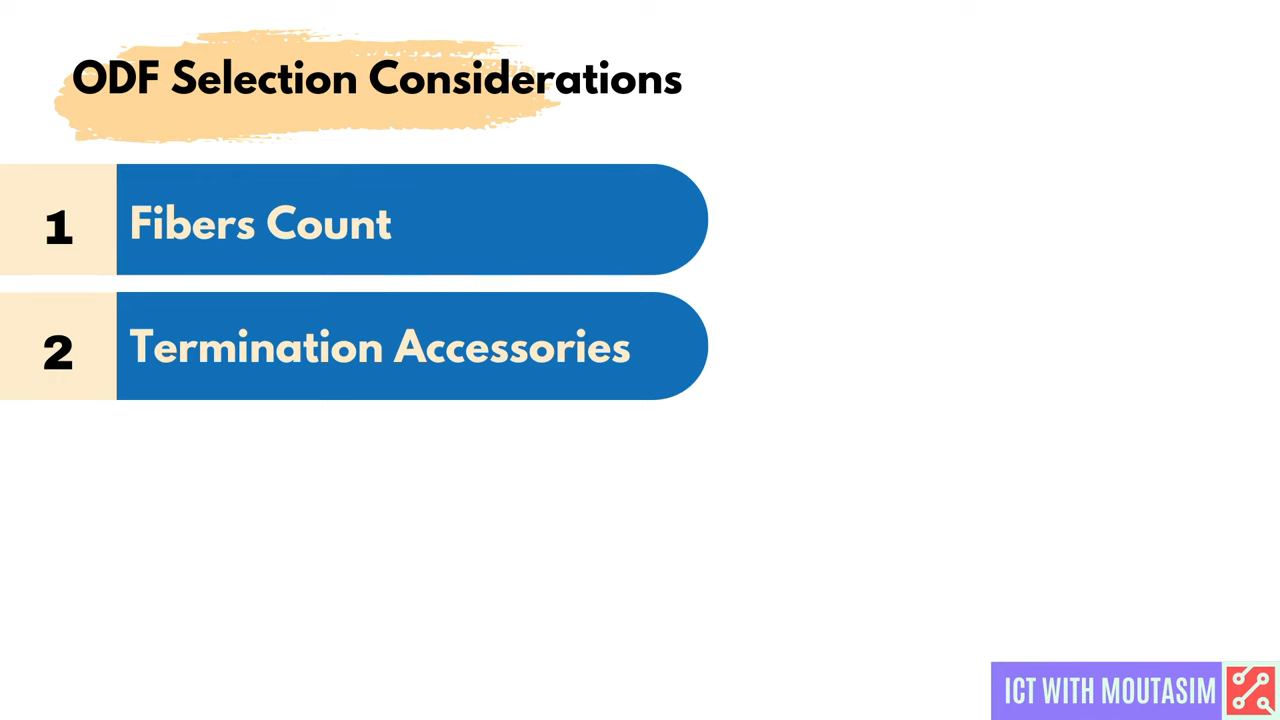 ODF Selection Considerations
1 Fibers Count
2 Termination Accessories
ICT WITH MOUTASIM